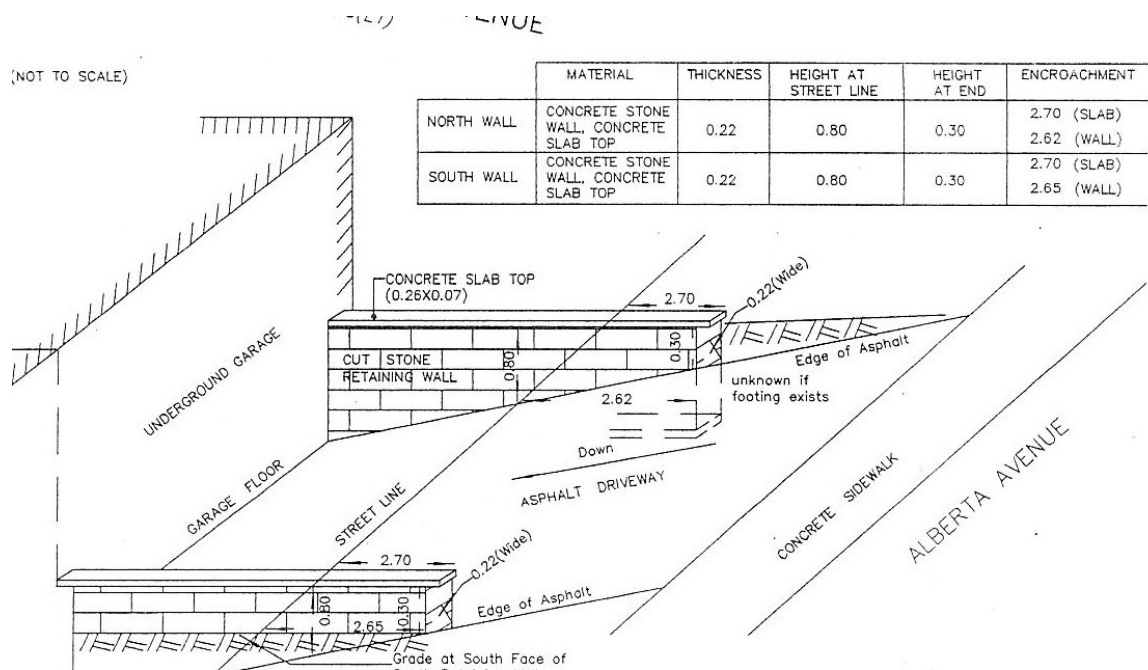 ENUE
(NOT TO SCALE)
MATERIAL THICKNESS HEIGHT AT STREET LINE HEIGHT AT END ENCROACHMENT
NORTH WALL CONCRETE STONE WALL, CONCRETE SLAB TOP 0.22 0.80 0.30 2.70 (SLAB) 2.62 (WALL)
SOUTH WALL CONCRETE STONE WALL, CONCRETE SLAB TOP 0.22 0.80 0.30 2.70 (SLAB) 2.65 (WALL)
CONCRETE SLAB TOP
(0.26X0.07)
2.70
0.22(Wide)
CUT STONE
RETAINING WALL
0.80
0.30
Edge of Asphalt
unknown if
footing exists
2.62
UNDERGROUND GARAGE
Down
ASPHALT DRIVEWAY
GARAGE FLOOR
STREET LINE
CONCRETE SIDEWALK
ALBERTA AVENUE
2.70
0.22(Wide)
0.80
0.30
2.65
Edge of Asphalt
Grade at South Face of